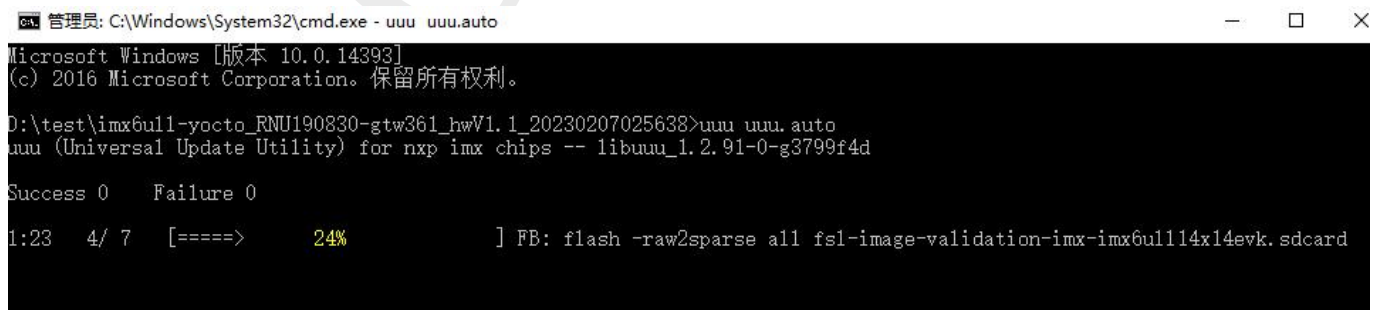 管理员: C:\Windows\System32\cmd.exe - uuu uuu.auto
Microsoft Windows [版本 10.0.14393]
(c) 2016 Microsoft Corporation。保留所有权利。
D:\test\imx6ull-yocto_RNU190830-gtw361_hwV1.1_20230207025638>uuu uuu.auto
uuu (Universal Update Utility) for nxp imx chips -- libuuu_1.2.91-0-g3799f4d
Success 0    Failure 0
1:23   4/ 7   [=====>        24%                ] FB: flash -raw2sparse all fsl-image-validation-imx-imx6ull14x14evk.sdcard